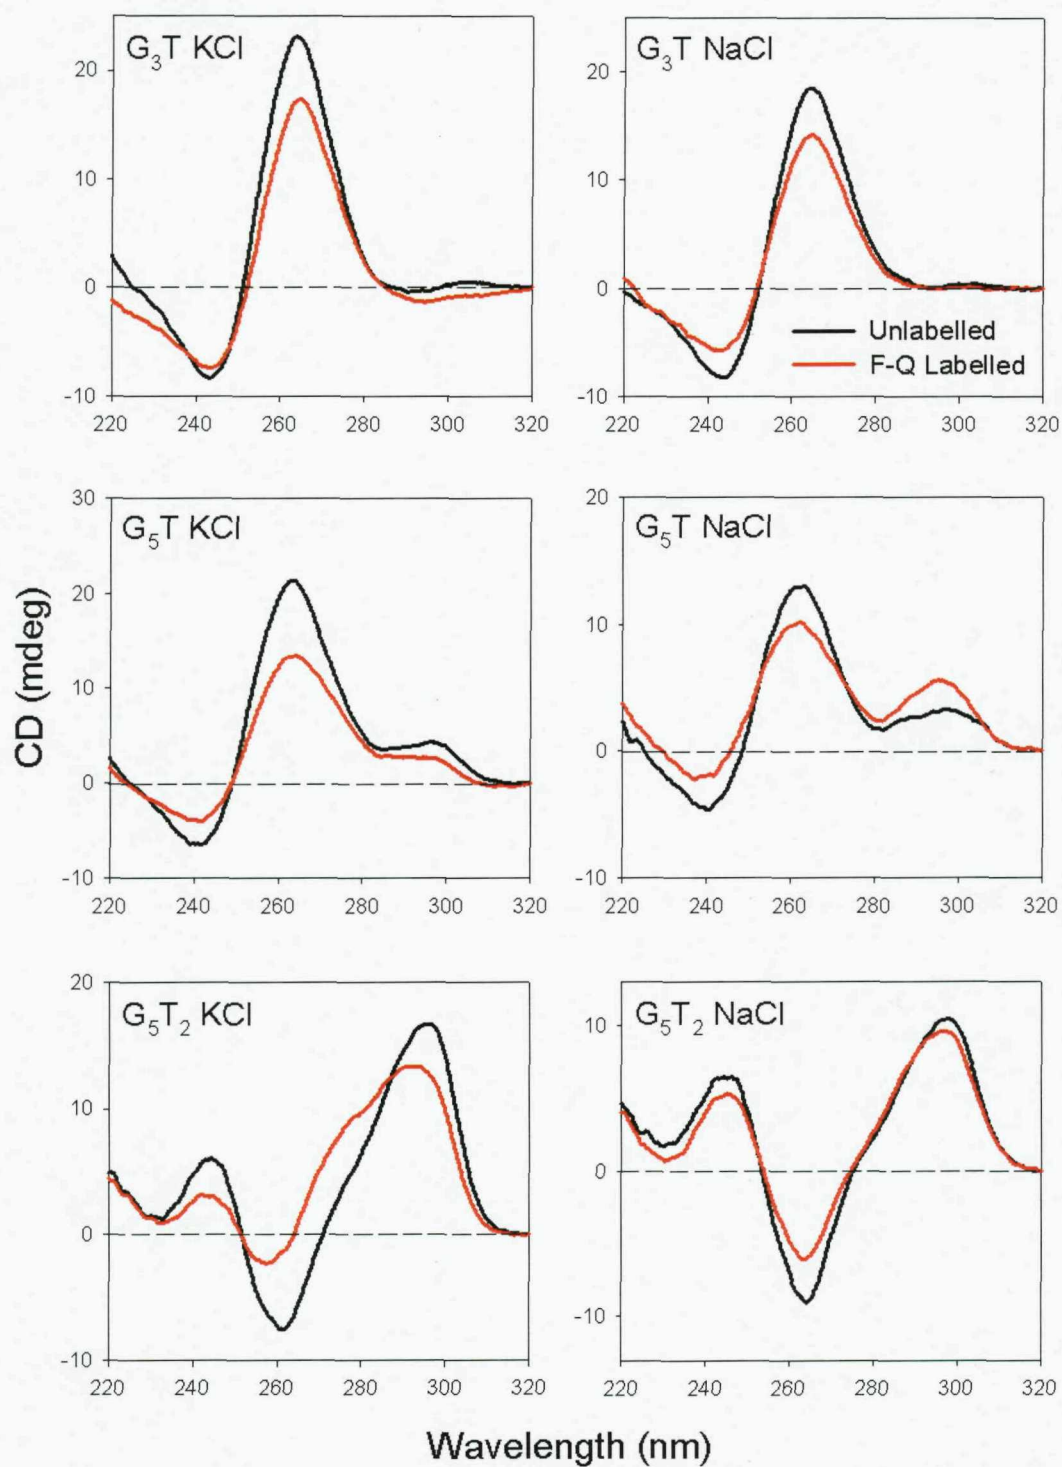 G3T KCl
20
10
0
-10
220 240 260 280 300 320
G3T NaCl
20
10
0
-10
Unlabelled
F-Q Labelled
220 240 260 280 300 320
G5T KCl
30
20
10
0
-10
220 240 260 280 300 320
G5T NaCl
20
10
0
-10
220 240 260 280 300 320
CD (mdeg)
G5T2 KCl
20
10
0
-10
220 240 260 280 300 320
G5T2 NaCl
10
0
-10
220 240 260 280 300 320
Wavelength (nm)